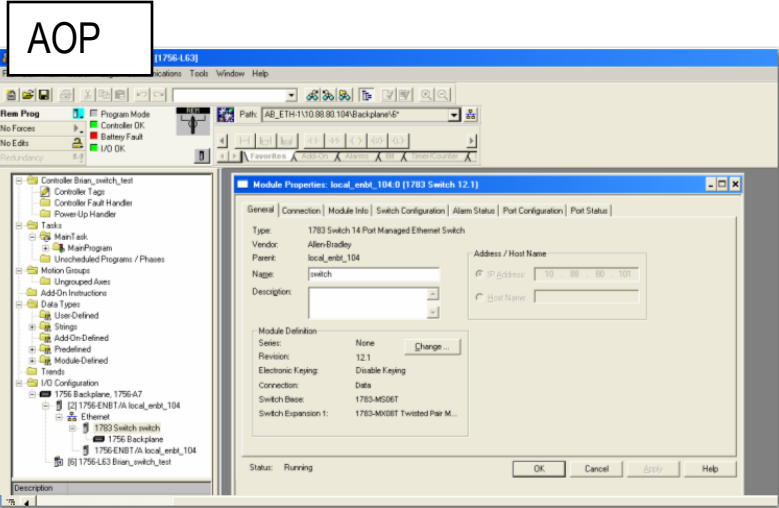 AOP
[1756-L63]
ications Tools Window Help
Rem Prog
Program Mode
REM
Path: AB_ETH-1\10.88.80.104\Backplane\6*
No Forces
Controller OK
Battery Fault
No Edits
I/O OK
Redundancy
Favorites Add-On Alarms Bit Timer/Counter
Controller Brian_switch_test
Controller Tags
Controller Fault Handler
Power-Up Handler
Tasks
MainTask
MainProgram
Unscheduled Programs / Phases
Motion Groups
Ungrouped Axes
Add-On Instructions
Data Types
User-Defined
Strings
Add-On-Defined
Predefined
Module-Defined
Trends
I/O Configuration
1756 Backplane, 1756-A7
[2] 1756-ENBT/A local_enbt_104
Ethernet
1783 Switch switch
1756 Backplane
1756-ENBT/A local_enbt_104
[6] 1756-L63 Brian_switch_test
Description
Module Properties: local_enbt_104:0 (1783 Switch 12.1)
General Connection Module Info Switch Configuration Alarm Status Port Configuration Port Status
Type: 1783 Switch 14 Port Managed Ethernet Switch
Vendor: Allen-Bradley
Parent: local_enbt_104
Name: switch
Description:
Address / Host Name
IP Address: 10 . 88 . 80 . 101
Host Name:
Module Definition
Series: None
Change ...
Revision: 12.1
Electronic Keying: Disable Keying
Connection: Data
Switch Base: 1783-MS06T
Switch Expansion 1: 1783-MX08T Twisted Pair M...
Status: Running
OK Cancel Apply Help